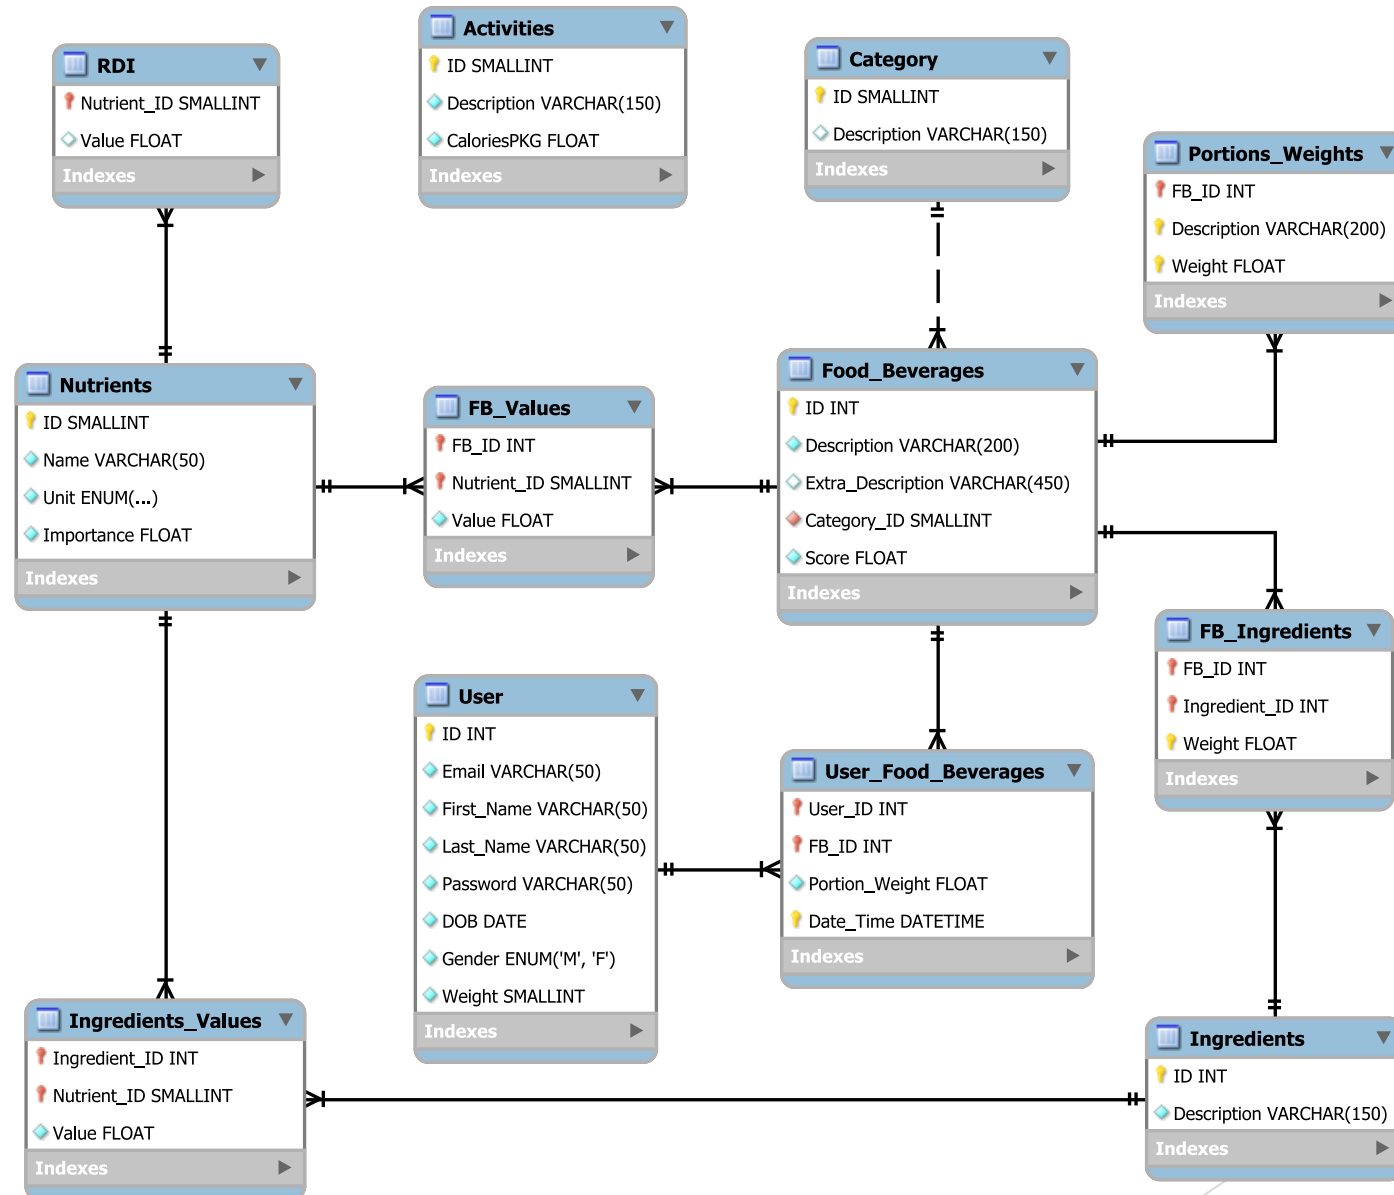 RDI
Nutrient_ID SMALLINT
Value FLOAT
Indexes
Activities
ID SMALLINT
Description VARCHAR(150)
CaloriesPKG FLOAT
Indexes
Category
ID SMALLINT
Description VARCHAR(150)
Indexes
Portions_Weights
FB_ID INT
Description VARCHAR(200)
Weight FLOAT
Indexes
Nutrients
ID SMALLINT
Name VARCHAR(50)
Unit ENUM(...)
Importance FLOAT
Indexes
FB_Values
FB_ID INT
Nutrient_ID SMALLINT
Value FLOAT
Indexes
Food_Beverages
ID INT
Description VARCHAR(200)
Extra_Description VARCHAR(450)
Category_ID SMALLINT
Score FLOAT
Indexes
FB_Ingredients
FB_ID INT
Ingredient_ID INT
Weight FLOAT
Indexes
User
ID INT
Email VARCHAR(50)
First_Name VARCHAR(50)
Last_Name VARCHAR(50)
Password VARCHAR(50)
DOB DATE
Gender ENUM('M', 'F')
Weight SMALLINT
Indexes
User_Food_Beverages
User_ID INT
FB_ID INT
Portion_Weight FLOAT
Date_Time DATETIME
Indexes
Ingredients_Values
Ingredient_ID INT
Nutrient_ID SMALLINT
Value FLOAT
Indexes
Ingredients
ID INT
Description VARCHAR(150)
Indexes